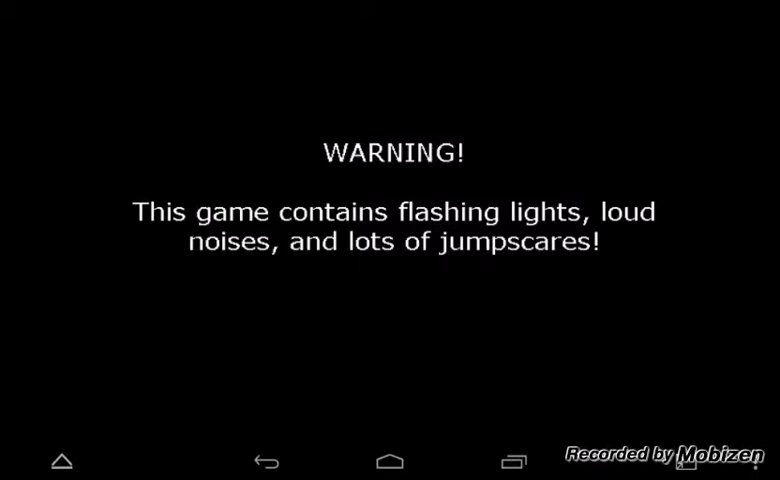 WARNING!
This game contains flashing lights, loud
noises, and lots of jumpscares!
Recorded by Mobizen